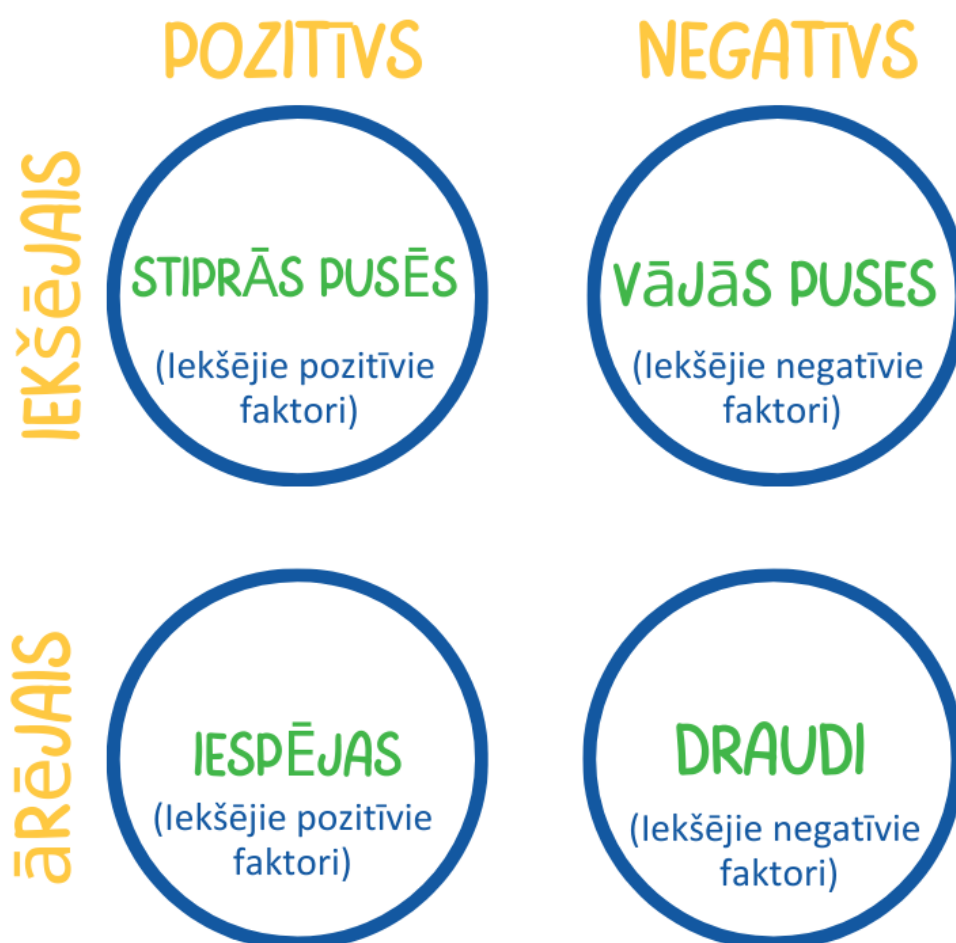 POZITĪVS
NEGATĪVS
IEKŠĒJAIS
STIPRĀS PUSĒS
(Iekšējie pozitīvie
faktori)
VāJāS PUSES
(Iekšējie negatīvie
faktori)
āRĒJAIS
IESPĒJAS
(Iekšējie pozitīvie
faktori)
DRAUDI
(Iekšējie negatīvie
faktori)